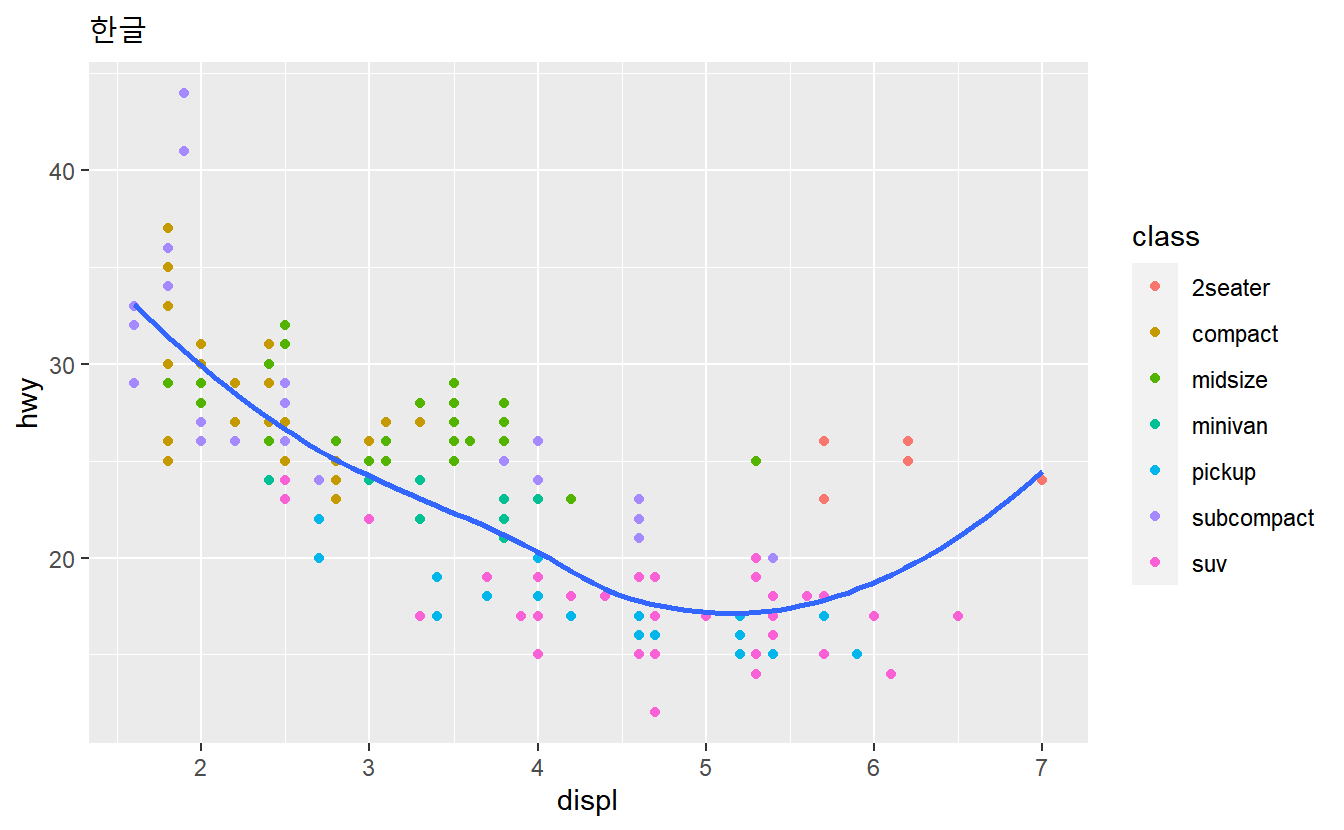 한글
hwy
40
30
20
2 3 4 5 6 7
displ
class
2seater
compact
midsize
minivan
pickup
subcompact
suv